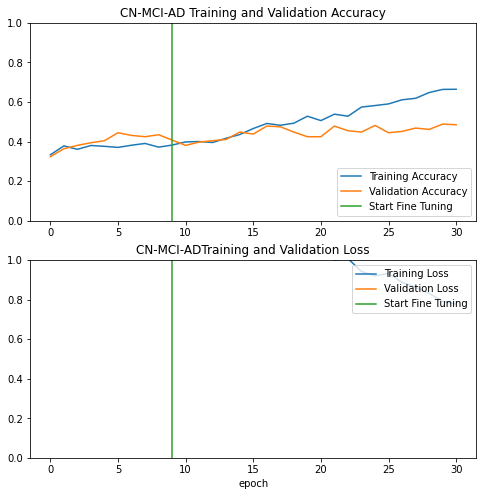 CN-MCI-AD Training and Validation Accuracy
1.0
0.8
0.6
0.4
0.2
0.0
Training Accuracy
Validation Accuracy
Start Fine Tuning
0 5 10 15 20 25 30
CN-MCI-ADTraining and Validation Loss
1.0
0.8
0.6
0.4
0.2
0.0
Training Loss
Validation Loss
Start Fine Tuning
0 5 10 15 20 25 30
epoch